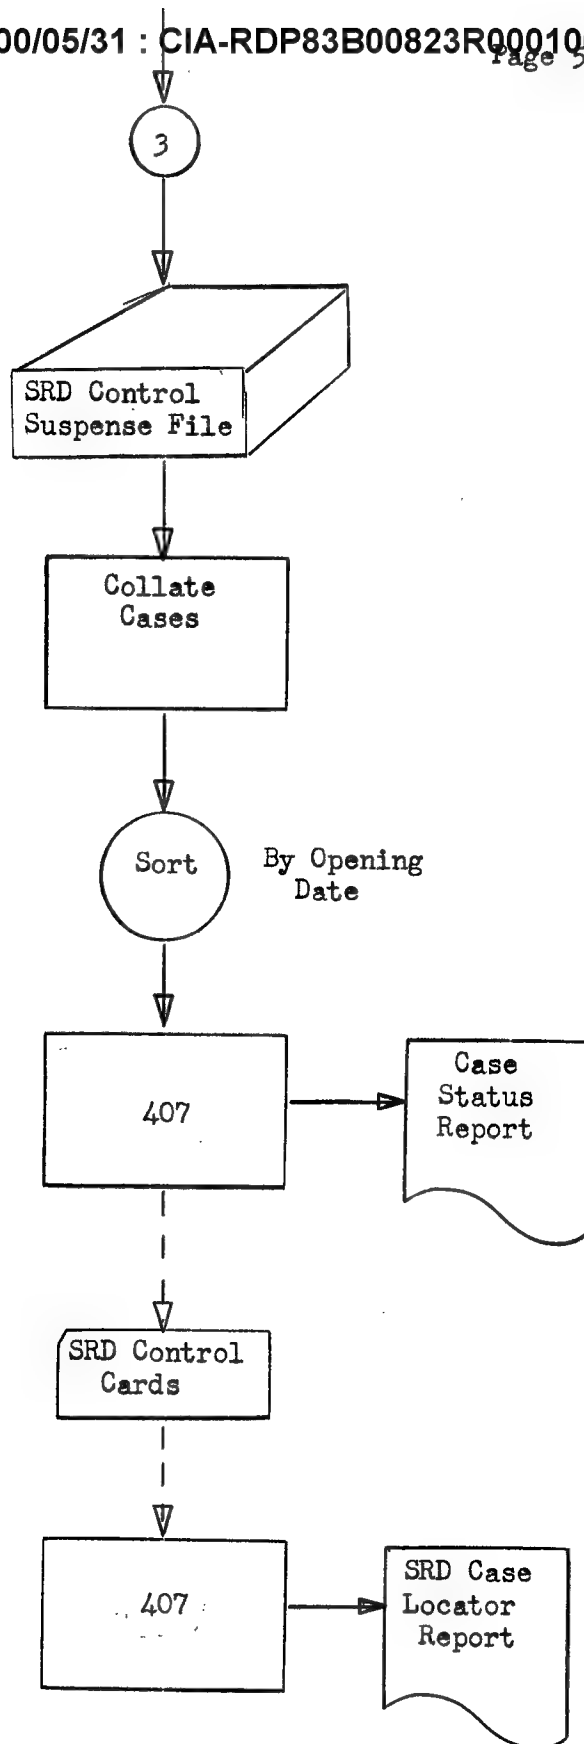 00/05/31 : CIA-RDP83B00823R00010
Page 5
3
SRD Control
Suspense File
Collate
Cases
Sort
By Opening
Date
407
Case
Status
Report
SRD Control
Cards
407
SRD Case
Locator
Report